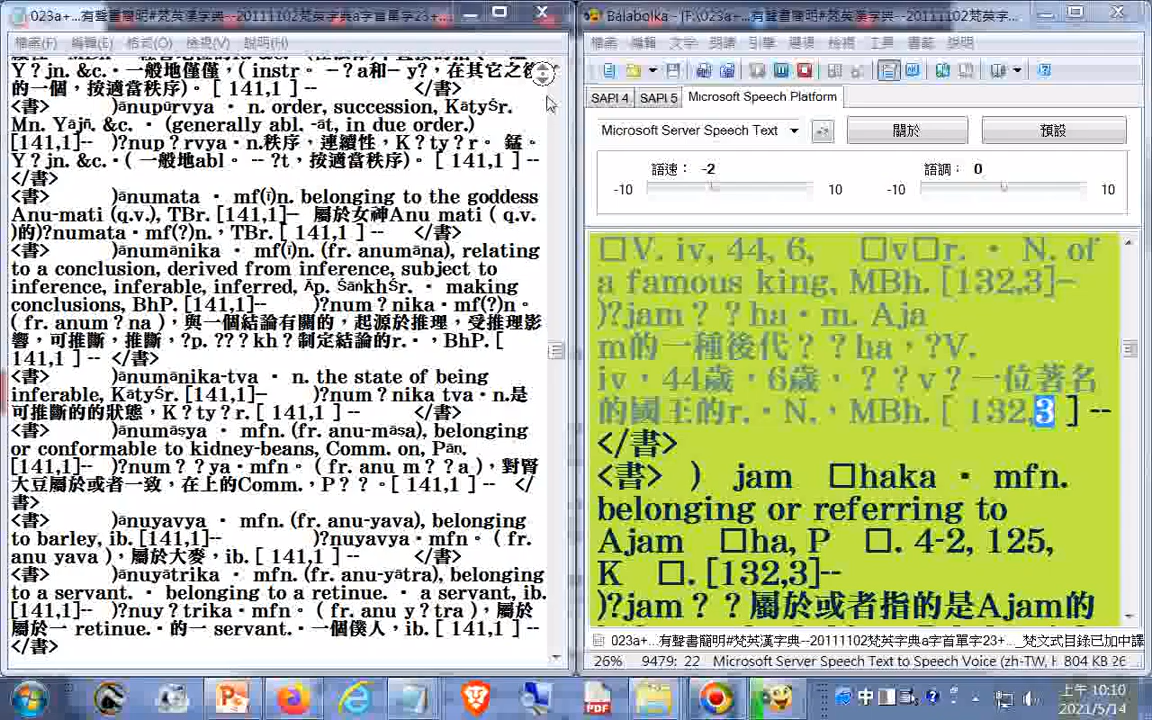 023a+...有聲書簡明#梵英漢字典--20111102梵英字典a字首單字23+...
檔案(F) 編輯(E) 格式(O) 檢視(V) 說明(H)
Y ? jn. &c.·一般地僅僅，( instr。 -- ? a和 -- y?，在其它之後
的一個，按適當秩序)。[ 141,1 ] -- </書>
<書> )ānupūrvya · n. order, succession, KātyŚr.
Mn. Yājñ. &c. · (generally abl. -āt, in due order.)
[141,1]-- )?nup ? rvya · n.秩序，連續性，K ? ty ? r。 錳。
Y ? jn. &c.·( 一般地abl。 -- ?t，按適當秩序)。[ 141,1 ] --
</書>
<書> )ānumata · mf(ī)n. belonging to the goddess
Anu-mati (q.v.), TBr. [141,1]-- 屬於女神Anu mati ( q.v.
)的)?numata · mf(?)n.，TBr. [ 141,1 ] -- </書>
<書> )ānumānika · mf(ī)n. (fr. anumāna), relating
to a conclusion, derived from inference, subject to
inference, inferable, inferred, Āp. ŚāṅkhŚr. · making
conclusions, BhP. [141,1]-- )?num ? nika · mf(?)n。
( fr. anum ? na )，與一個結論有關的，起源於推理，受推理影
響，可推斷，推斷，?p. ???kh ? 制定結論的r.·，BhP.[
141,1 ] -- </書>
<書> )ānumānika-tva · n. the state of being
inferable, KātyŚr. [141,1]-- )?num ? nika tva · n.是
可推斷的的狀態，K ? ty ? r。[ 141,1 ] -- </書>
<書> )ānumāṣya · mfn. (fr. anu-māṣa), belonging
or conformable to kidney-beans, Comm. on, Pāṇ.
[141,1]-- )?num ? ? ya · mfn。( fr. anu m ? ? a )，對腎
大豆屬於或者一致，在上的Comm.，P ? ?。[ 141,1 ] -- </
書>
<書> )ānuyavya · mfn. (fr. anu-yava), belonging
to barley, ib. [141,1]-- )?nuyavya · mfn。( fr.
anu yava )，屬於大麥，ib. [ 141,1 ] -- </書>
<書> )ānuyātrika · mfn. (fr. anu-yātra), belonging
to a servant. · belonging to a retinue. · a servant, ib.
[141,1]-- )?nuy ? trika · mfn。( fr. anu y ? tra )，屬於
屬於一 retinue.·的一 servant.·一個僕人，ib. [ 141,1 ] --
</書>
Balabolka - [F:\023a+...有聲書簡明#梵英漢字典--20111102梵英字...
檔案 編輯 文字 朗讀 引擎 選項 檢視 工具 書籤 說明
SAPI 4 SAPI 5 Microsoft Speech Platform
Microsoft Server Speech Text 關於 預設
語速： -2 語調： 0
-10 10 -10 10
□V. iv, 44, 6, □v□r. · N. of
a famous king, MBh. [132,3]--
)?jam ? ? ha · m. Aja
m的一種後代 ? ? ha，?V.
iv，44歲，6歲， ? ? v ? 一位著名
的國王的r.·N.，MBh. [ 132,3 ] --
</書>
<書> ) jam □haka · mfn.
belonging or referring to
Ajam □ha, P □. 4-2, 125,
K □. [132,3]--
)?jam ? ? 屬於或者指的是Ajam的
023a+...有聲書簡明#梵英漢字典--20111102梵英字典a字首單字23+..._梵文式目錄已加中譯
26% 9479: 22 Microsoft Server Speech Text to Speech Voice (zh-TW, H 804 KB 26
中
上午 10:10
2021/5/14